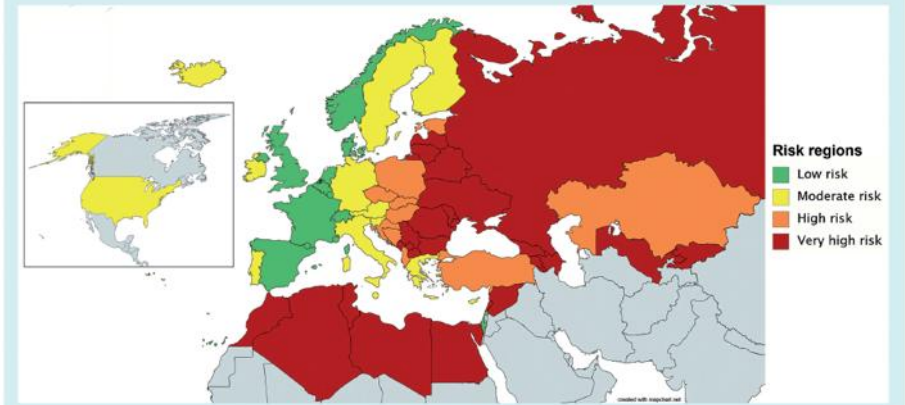 Risk regions
Low risk
Moderate risk
High risk
Very high risk
created with mapchart.net